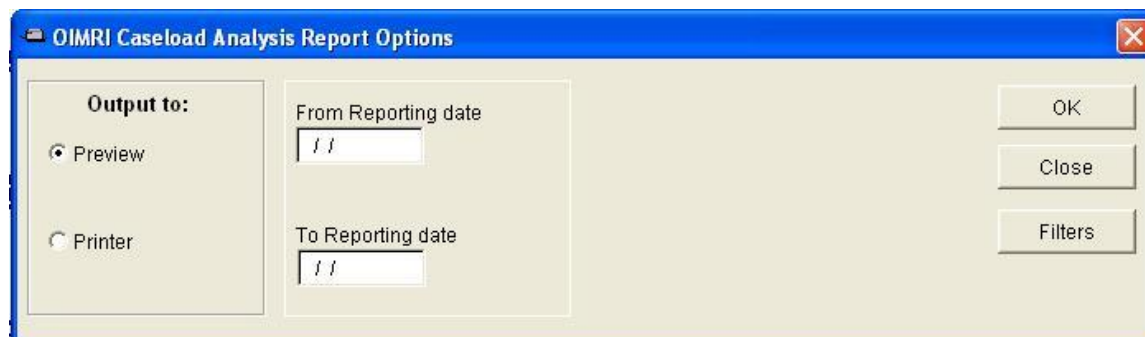 OIMRI Caseload Analysis Report Options
Output to:
Preview
Printer
From Reporting date
/ /
To Reporting date
/ /
OK
Close
Filters